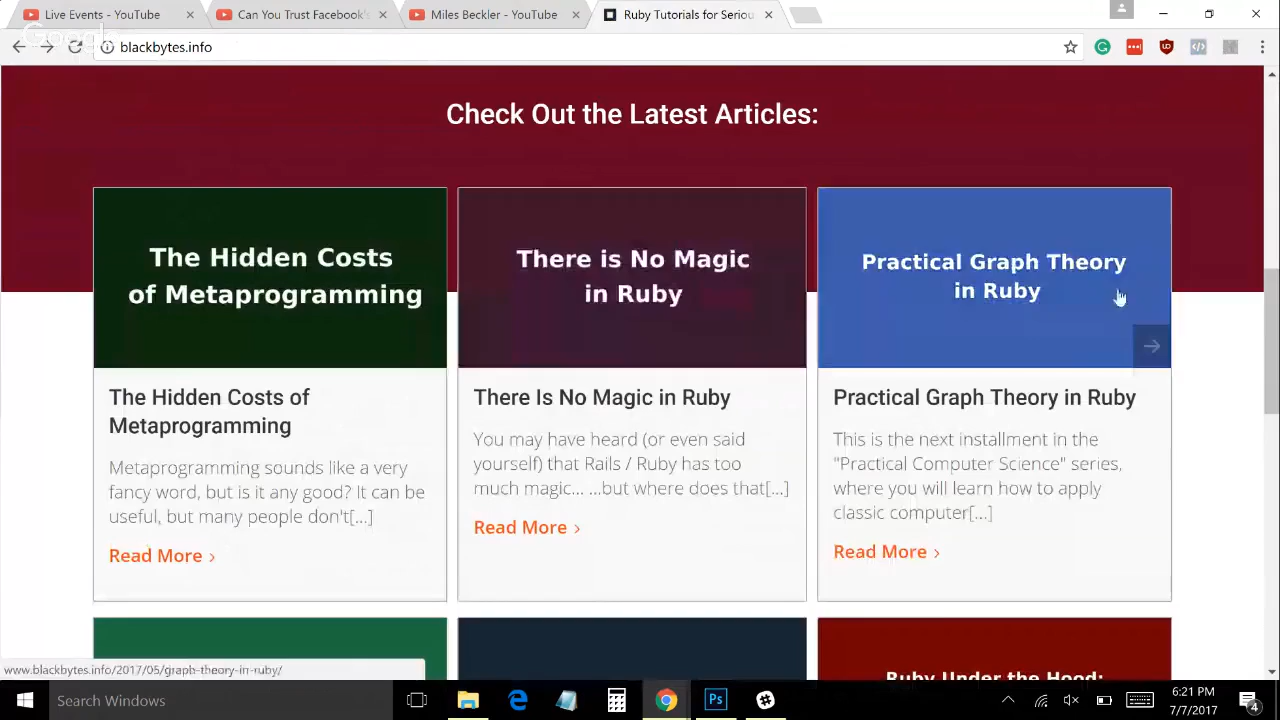 Live Events - YouTube
Can You Trust Facebook's
Miles Beckler - YouTube
Ruby Tutorials for Seriou
Google
blackbytes.info
Check Out the Latest Articles:
The Hidden Costs
of Metaprogramming
There is No Magic
in Ruby
Practical Graph Theory
in Ruby
The Hidden Costs of
Metaprogramming
Metaprogramming sounds like a very
fancy word, but is it any good? It can be
useful, but many people don't[...]
Read More
There Is No Magic in Ruby
You may have heard (or even said
yourself) that Rails / Ruby has too
much magic... ...but where does that[...]
Read More
Practical Graph Theory in Ruby
This is the next installment in the
"Practical Computer Science" series,
where you will learn how to apply
classic computer[...]
Read More
Ruby Under the Hood:
www.blackbytes.info/2017/05/graph-theory-in-ruby/
Search Windows
Ps
6:21 PM
7/7/2017
4